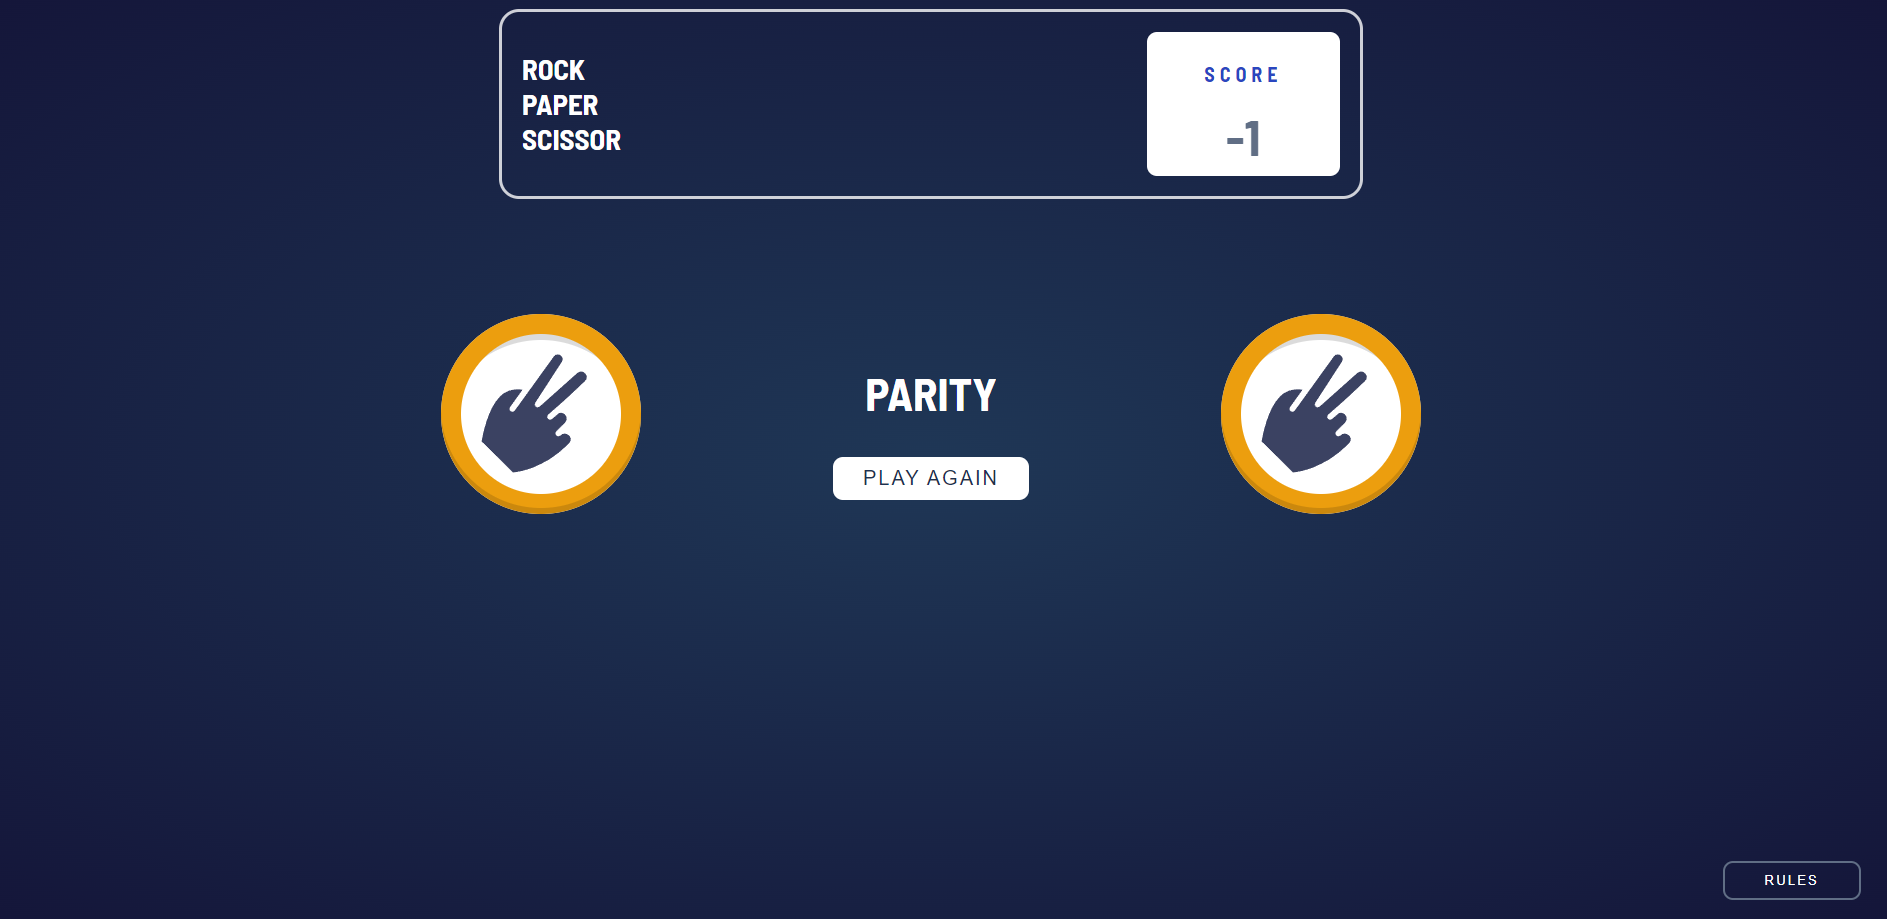 ROCK
PAPER
SCISSOR
SCORE
-1
PARITY
PLAY AGAIN
RULES